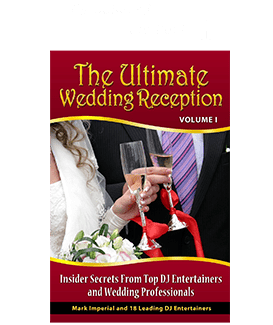 The Ultimate
Wedding Reception
VOLUME I
Insider Secrets From Top DJ Entertainers
and Wedding Professionals
Mark Imperial and 18 Leading DJ Entertainers